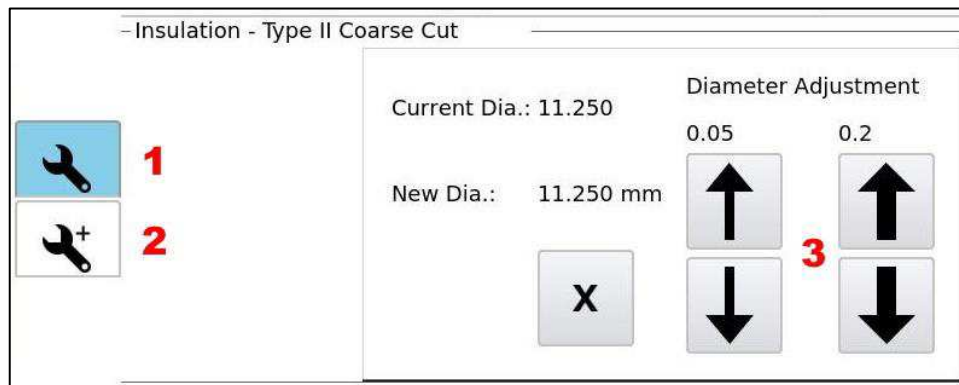 Insulation - Type II Coarse Cut
Diameter Adjustment
Current Dia.: 11.250
0.05 0.2
1
New Dia.: 11.250 mm
+
2
3
X